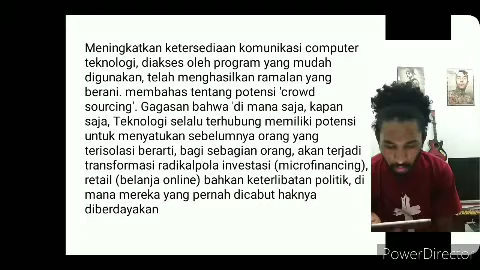 Meningkatkan ketersediaan komunikasi computer
teknologi, diakses oleh program yang mudah
digunakan, telah menghasilkan ramalan yang
berani. membahas tentang potensi 'crowd
sourcing'. Gagasan bahwa 'di mana saja, kapan
saja, Teknologi selalu terhubung memiliki potensi
untuk menyatukan sebelumnya orang yang
terisolasi berarti, bagi sebagian orang, akan terjadi
transformasi radikalpola investasi (microfinancing),
retail (belanja online) bahkan keterlibatan politik, di
mana mereka yang pernah dicabut haknya
diberdayakan
PowerDirector